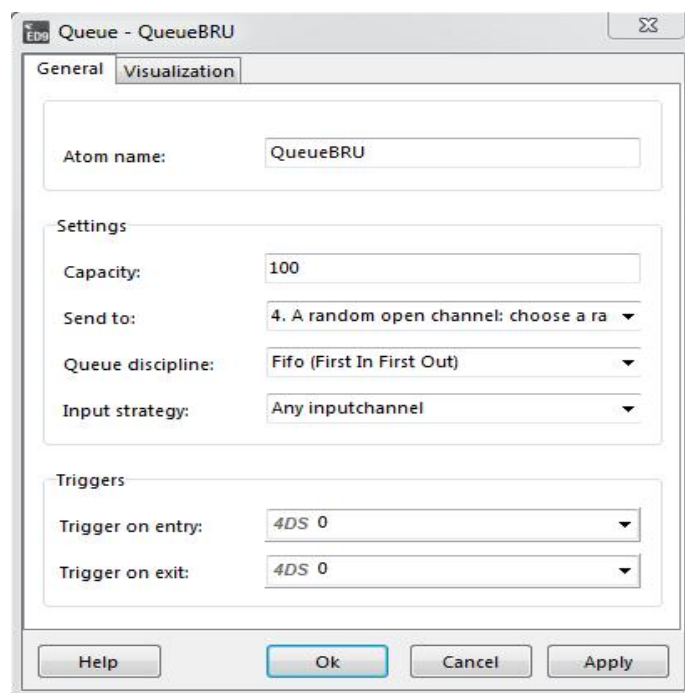 ED9 Queue - QueueBRU
General Visualization
Atom name: QueueBRU
Settings
Capacity: 100
Send to: 4. A random open channel: choose a ra
Queue discipline: Fifo (First In First Out)
Input strategy: Any inputchannel
Triggers
Trigger on entry: 4DS 0
Trigger on exit: 4DS 0
Help Ok Cancel Apply